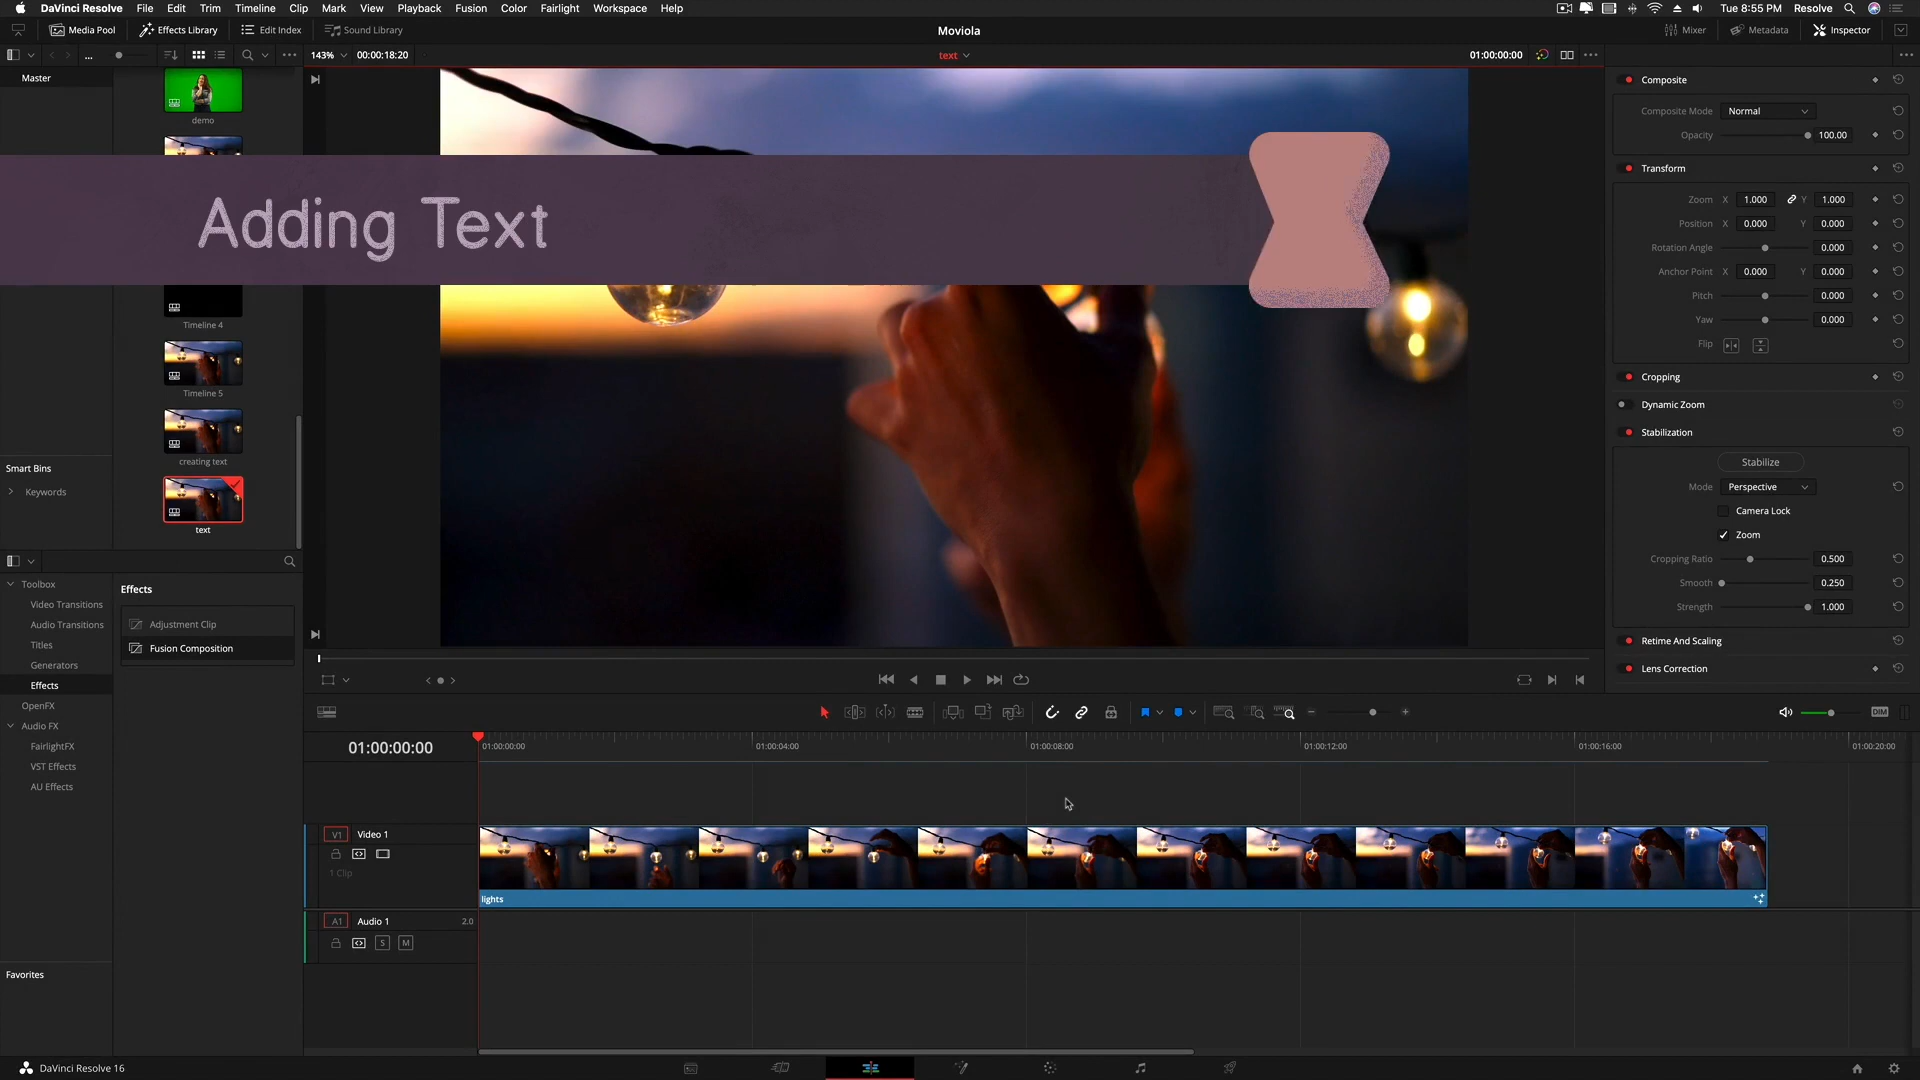 DaVinci Resolve File Edit Trim Timeline Clip Mark View Playback Fusion Color Fairlight Workspace Help
Tue 8:55 PM Resolve
Media Pool Effects Library Edit Index Sound Library
Moviola
Mixer Metadata Inspector
... 143% 00:00:18:20
text
01:00:00:00
Master
demo
Adding Text
Timeline 4
Timeline 5
creating text
text
Smart Bins
Keywords
Composite
Composite Mode Normal
Opacity 100.00
Transform
Zoom X 1.000 Y 1.000
Position X 0.000 Y 0.000
Rotation Angle 0.000
Anchor Point X 0.000 Y 0.000
Pitch 0.000
Yaw 0.000
Flip
Cropping
Dynamic Zoom
Stabilization
Stabilize
Mode Perspective
Camera Lock
Zoom
Cropping Ratio 0.500
Smooth 0.250
Strength 1.000
Retime And Scaling
Lens Correction
Toolbox
Video Transitions
Audio Transitions
Titles
Generators
Effects
OpenFX
Audio FX
FairlightFX
VST Effects
AU Effects
Favorites
Effects
Adjustment Clip
Fusion Composition
DIM
01:00:00:00
01:00:00:00 01:00:04:00 01:00:08:00 01:00:12:00 01:00:16:00 01:00:20:00
V1 Video 1
1 Clip
lights
A1 Audio 1 2.0
S M
DaVinci Resolve 16